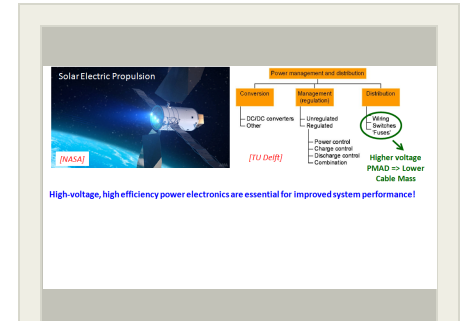 Solar Electric Propulsion
[NASA]
Power management and distribution
Conversion
DC/DC converters
Other
Management
(regulation)
Unregulated
Regulated
Power control
Charge control
Discharge control
Combination
Distribution
Wiring
Switches
'Fuses'
[TU Delft]
Higher voltage
PMAD => Lower
Cable Mass
High-voltage, high efficiency power electronics are essential for improved system performance!